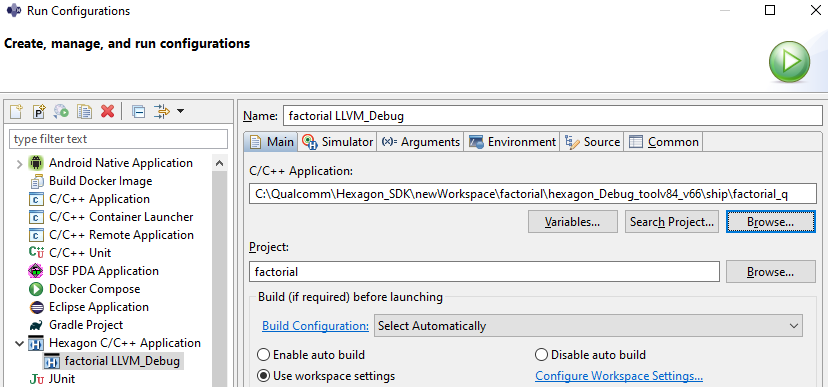 Run Configurations
Create, manage, and run configurations
Name: factorial LLVM_Debug
type filter text
Android Native Application
Build Docker Image
C/C++ Application
C/C++ Container Launcher
C/C++ Remote Application
C/C++ Unit
DSF PDA Application
Docker Compose
Eclipse Application
Gradle Project
Hexagon C/C++ Application
factorial LLVM_Debug
JUnit
Main Simulator (x)= Arguments Environment Source Common
C/C++ Application:
C:\Qualcomm\Hexagon_SDK\newWorkspace\factorial\hexagon_Debug_toolv84_v66\ship\factorial_q
Variables... Search Project... Browse...
Project:
factorial Browse...
Build (if required) before launching
Build Configuration: Select Automatically
Enable auto build Disable auto build
Use workspace settings Configure Workspace Settings...